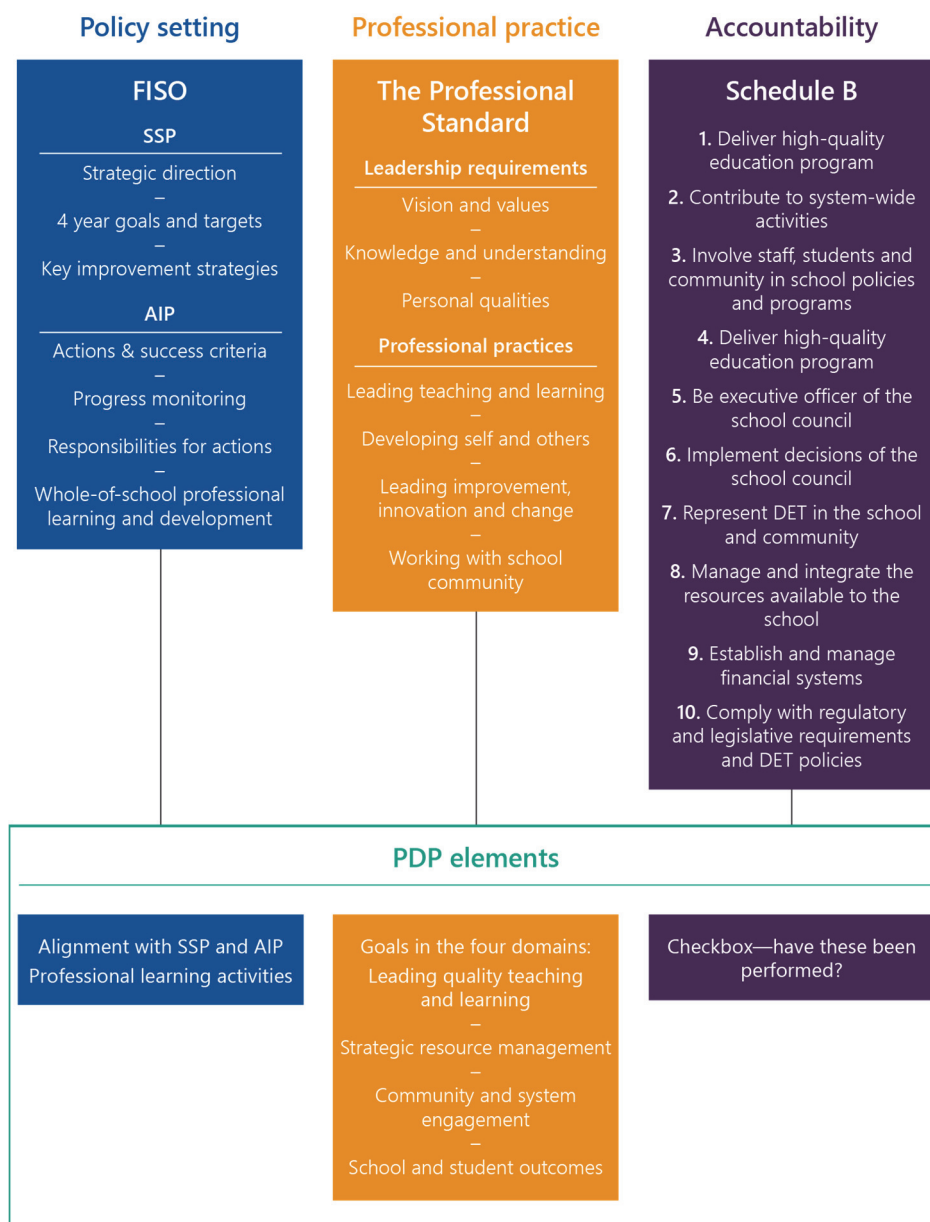 Policy setting
FISO
SSP
Strategic direction
–
4 year goals and targets
–
Key improvement strategies
AIP
Actions & success criteria
–
Progress monitoring
–
Responsibilities for actions
–
Whole-of-school professional
learning and development
Professional practice
The Professional
Standard
Leadership requirements
Vision and values
–
Knowledge and understanding
–
Personal qualities
Professional practices
Leading teaching and learning
–
Developing self and others
–
Leading improvement,
innovation and change
–
Working with school
community
Accountability
Schedule B
1. Deliver high-quality
education program
2. Contribute to system-wide
activities
3. Involve staff, students and
community in school policies
and programs
4. Deliver high-quality
education program
5. Be executive officer of the
school council
6. Implement decisions of the
school council
7. Represent DET in the school
and community
8. Manage and integrate the
resources available to the
school
9. Establish and manage
financial systems
10. Comply with regulatory
and legislative requirements
and DET policies
PDP elements
Alignment with SSP and AIP
Professional learning activities
Goals in the four domains:
Leading quality teaching
and learning
–
Strategic resource management
–
Community and system
engagement
–
School and student outcomes
Checkbox—have these been
performed?